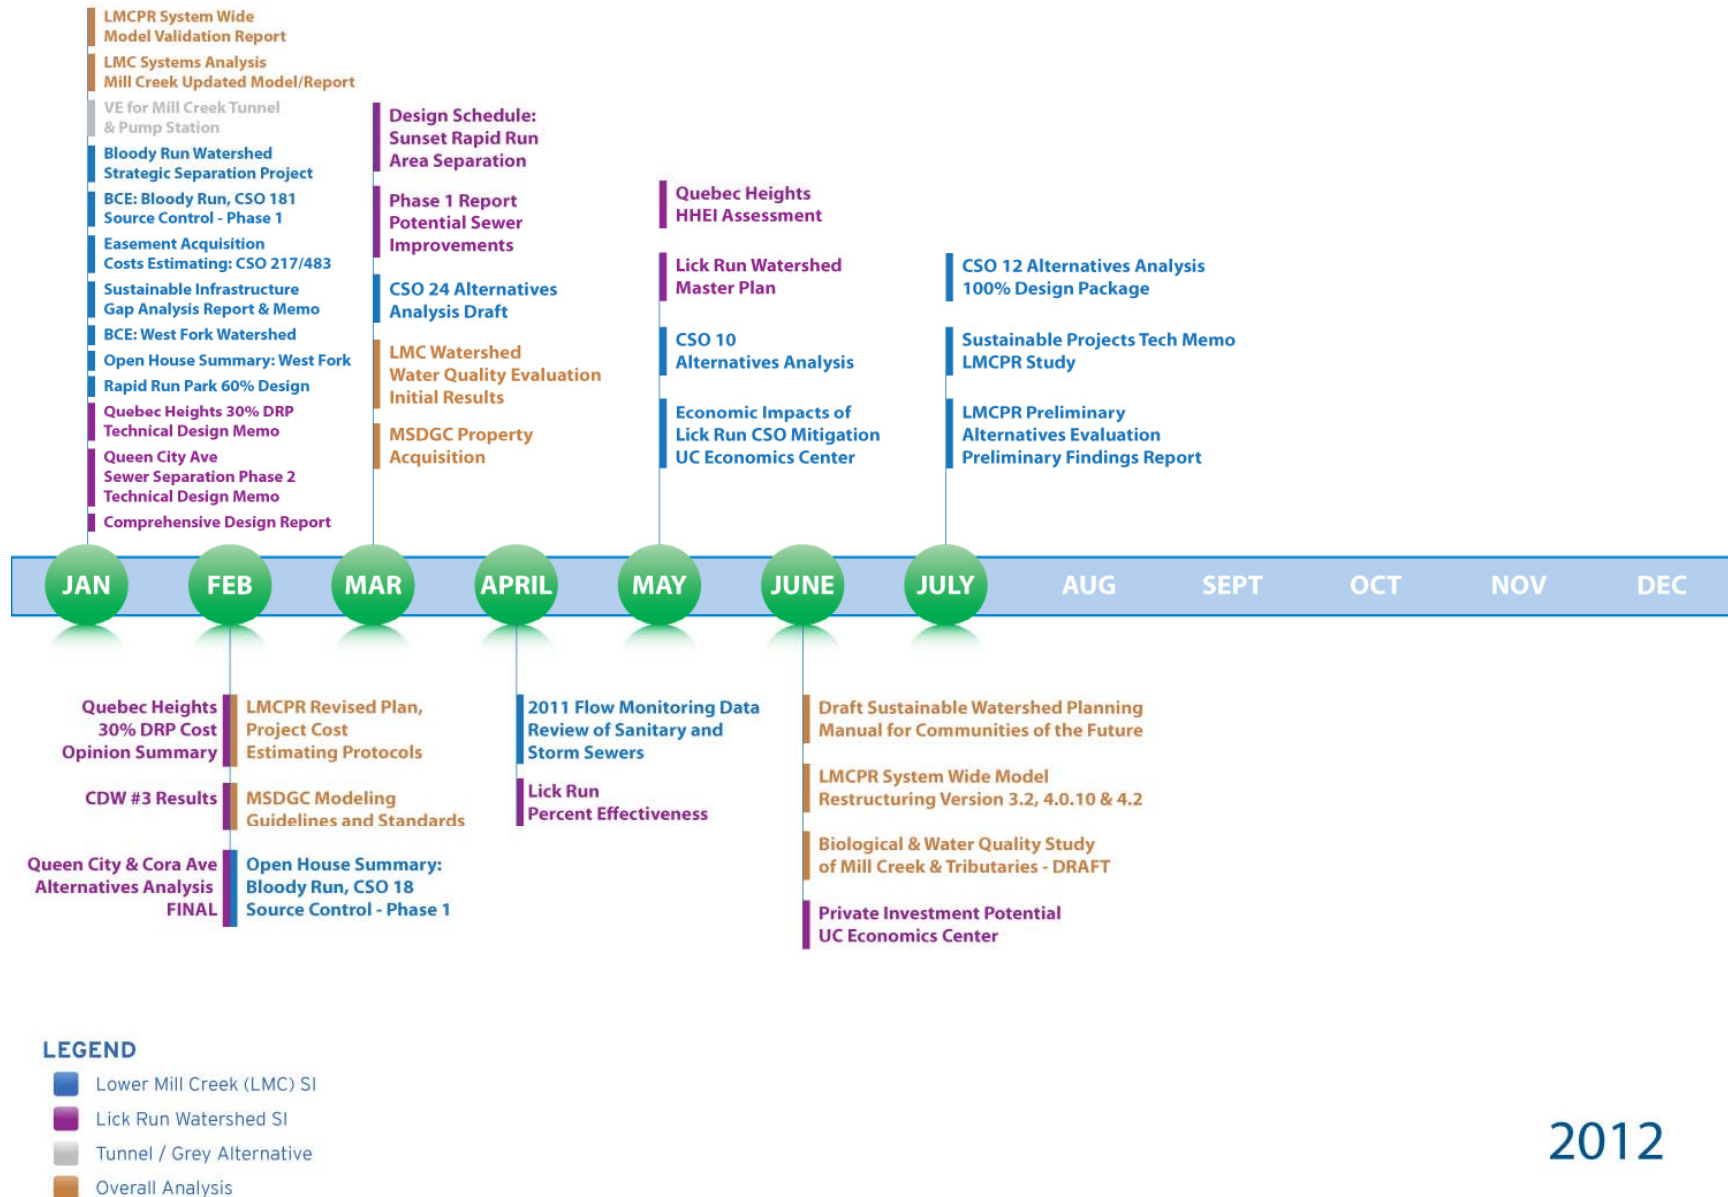 LMCPR System Wide
Model Validation Report
LMC Systems Analysis
Mill Creek Updated Model/Report
VE for Mill Creek Tunnel
& Pump Station
Bloody Run Watershed
Strategic Separation Project
BCE: Bloody Run, CSO 181
Source Control - Phase 1
Easement Acquisition
Costs Estimating: CSO 217/483
Sustainable Infrastructure
Gap Analysis Report & Memo
BCE: West Fork Watershed
Open House Summary: West Fork
Rapid Run Park 60% Design
Quebec Heights 30% DRP
Technical Design Memo
Queen City Ave
Sewer Separation Phase 2
Technical Design Memo
Comprehensive Design Report
Design Schedule:
Sunset Rapid Run
Area Separation
Phase 1 Report
Potential Sewer
Improvements
CSO 24 Alternatives
Analysis Draft
LMC Watershed
Water Quality Evaluation
Initial Results
MSDGC Property
Acquisition
Quebec Heights
HHEI Assessment
Lick Run Watershed
Master Plan
CSO 10
Alternatives Analysis
Economic Impacts of
Lick Run CSO Mitigation
UC Economics Center
CSO 12 Alternatives Analysis
100% Design Package
Sustainable Projects Tech Memo
LMCPR Study
LMCPR Preliminary
Alternatives Evaluation
Preliminary Findings Report
JAN FEB MAR APRIL MAY JUNE JULY AUG SEPT OCT NOV DEC
Quebec Heights
30% DRP Cost
Opinion Summary
CDW #3 Results
Queen City & Cora Ave
Alternatives Analysis
FINAL
LMCPR Revised Plan,
Project Cost
Estimating Protocols
MSDGC Modeling
Guidelines and Standards
Open House Summary:
Bloody Run, CSO 18
Source Control - Phase 1
2011 Flow Monitoring Data
Review of Sanitary and
Storm Sewers
Lick Run
Percent Effectiveness
Draft Sustainable Watershed Planning
Manual for Communities of the Future
LMCPR System Wide Model
Restructuring Version 3.2, 4.0.10 & 4.2
Biological & Water Quality Study
of Mill Creek & Tributaries - DRAFT
Private Investment Potential
UC Economics Center
LEGEND
Lower Mill Creek (LMC) SI
Lick Run Watershed SI
Tunnel / Grey Alternative
Overall Analysis
2012